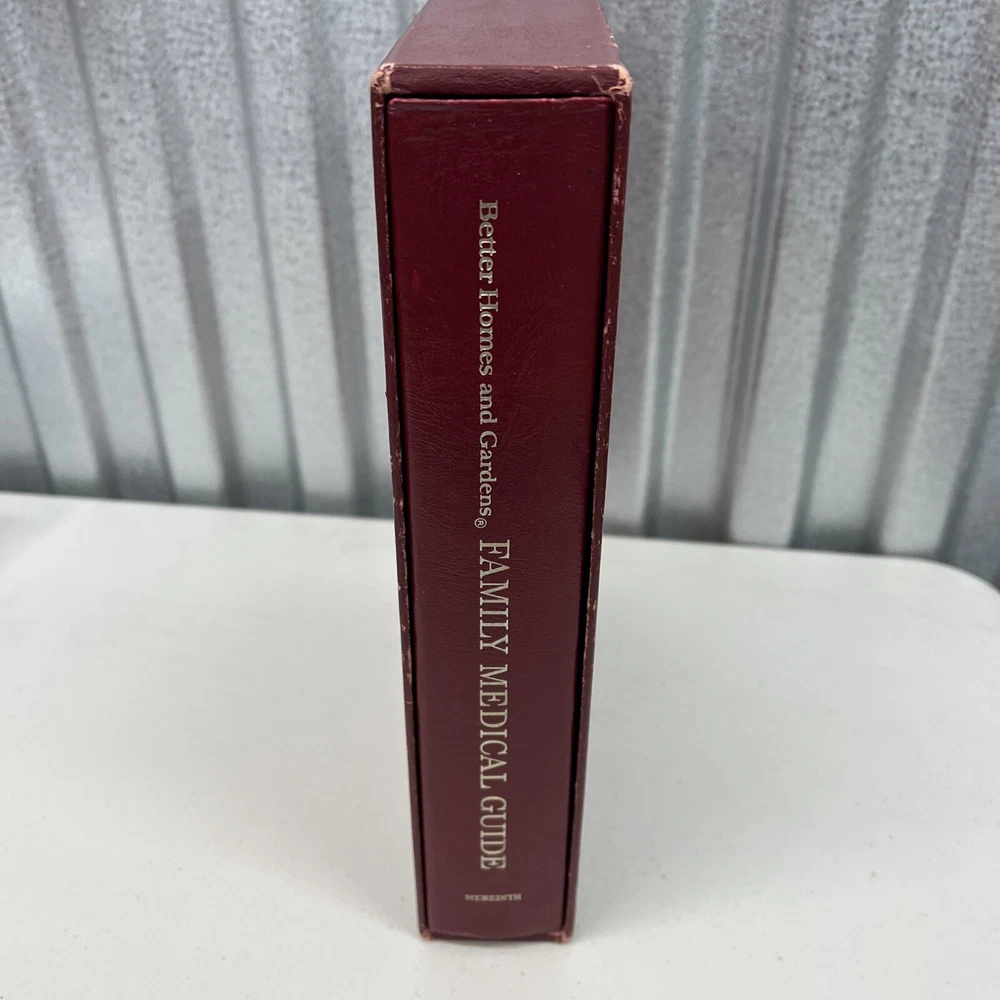 Better Homes and Gardens® FAMILY MEDICAL GUIDE
MEREDITH